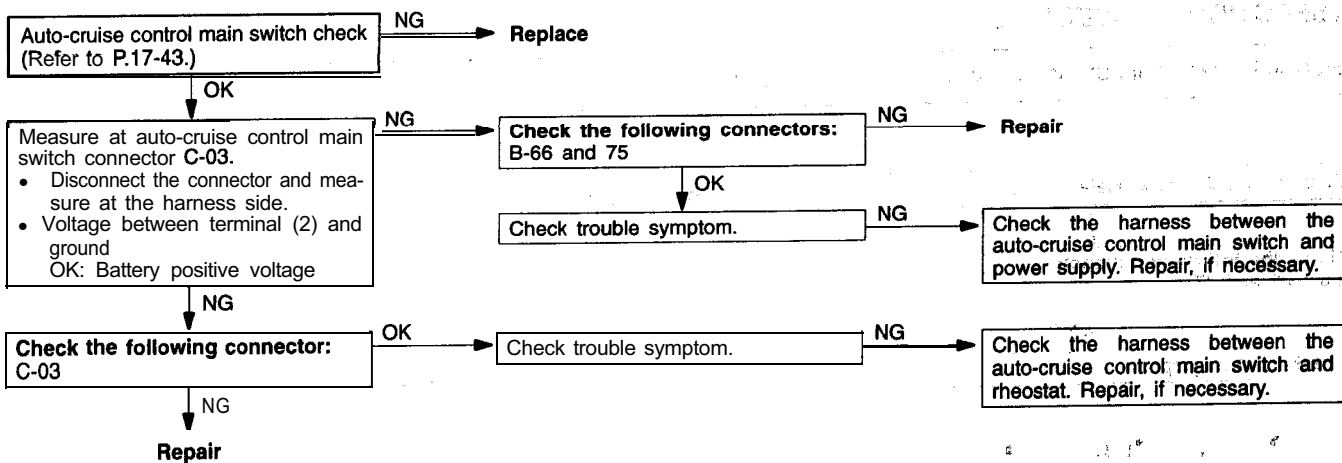 Auto-cruise control main switch check
(Refer to P.17-43.)
NG
Replace
OK
Measure at auto-cruise control main
switch connector C-03.
• Disconnect the connector and mea-
sure at the harness side.
• Voltage between terminal (2) and
ground
OK: Battery positive voltage
NG
Check the following connectors:
B-66 and 75
NG
Repair
OK
Check trouble symptom.
NG
Check the harness between the
auto-cruise control main switch and
power supply. Repair, if necessary.
NG
Check the following connector:
C-03
OK
Check trouble symptom.
NG
Check the harness between the
auto-cruise control main switch and
rheostat. Repair, if necessary.
NG
Repair